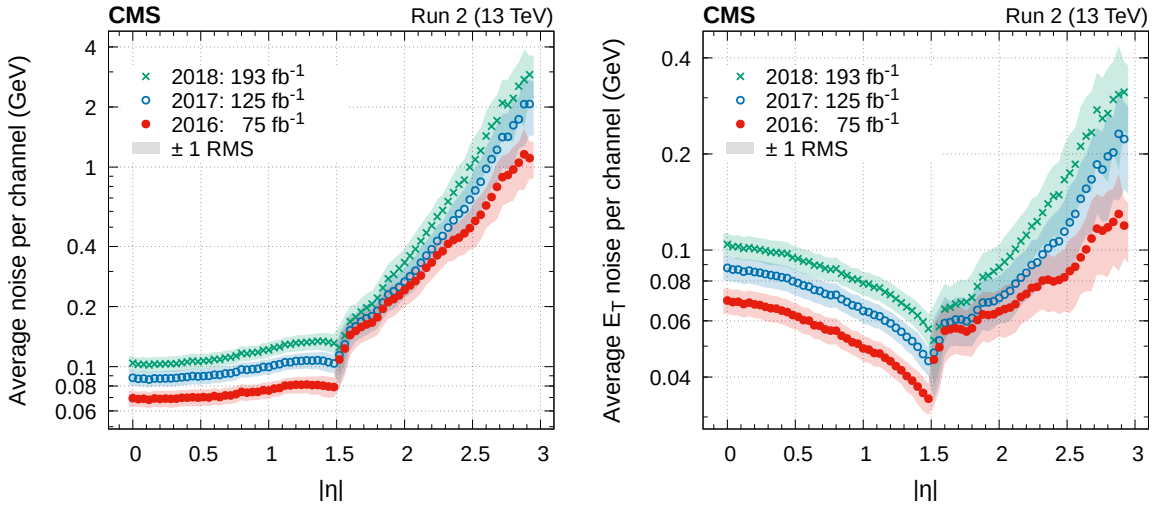 CMS Run 2 (13 TeV)
Average noise per channel (GeV)
4
2
1
0.4
0.2
0.1
0.08
0.06
2018: 193 fb⁻¹
2017: 125 fb⁻¹
2016: 75 fb⁻¹
± 1 RMS
0 0.5 1 1.5 2 2.5 3
|η|
CMS Run 2 (13 TeV)
Average E_T noise per channel (GeV)
0.4
0.2
0.1
0.08
0.06
0.04
2018: 193 fb⁻¹
2017: 125 fb⁻¹
2016: 75 fb⁻¹
± 1 RMS
0 0.5 1 1.5 2 2.5 3
|η|